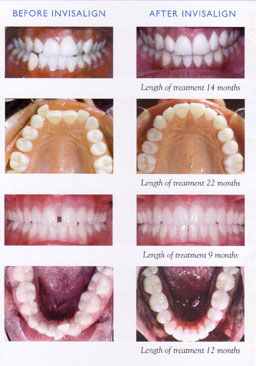 BEFORE INVISALIGN
AFTER INVISALIGN
Length of treatment 14 months
Length of treatment 22 months
Length of treatment 9 months
Length of treatment 12 months